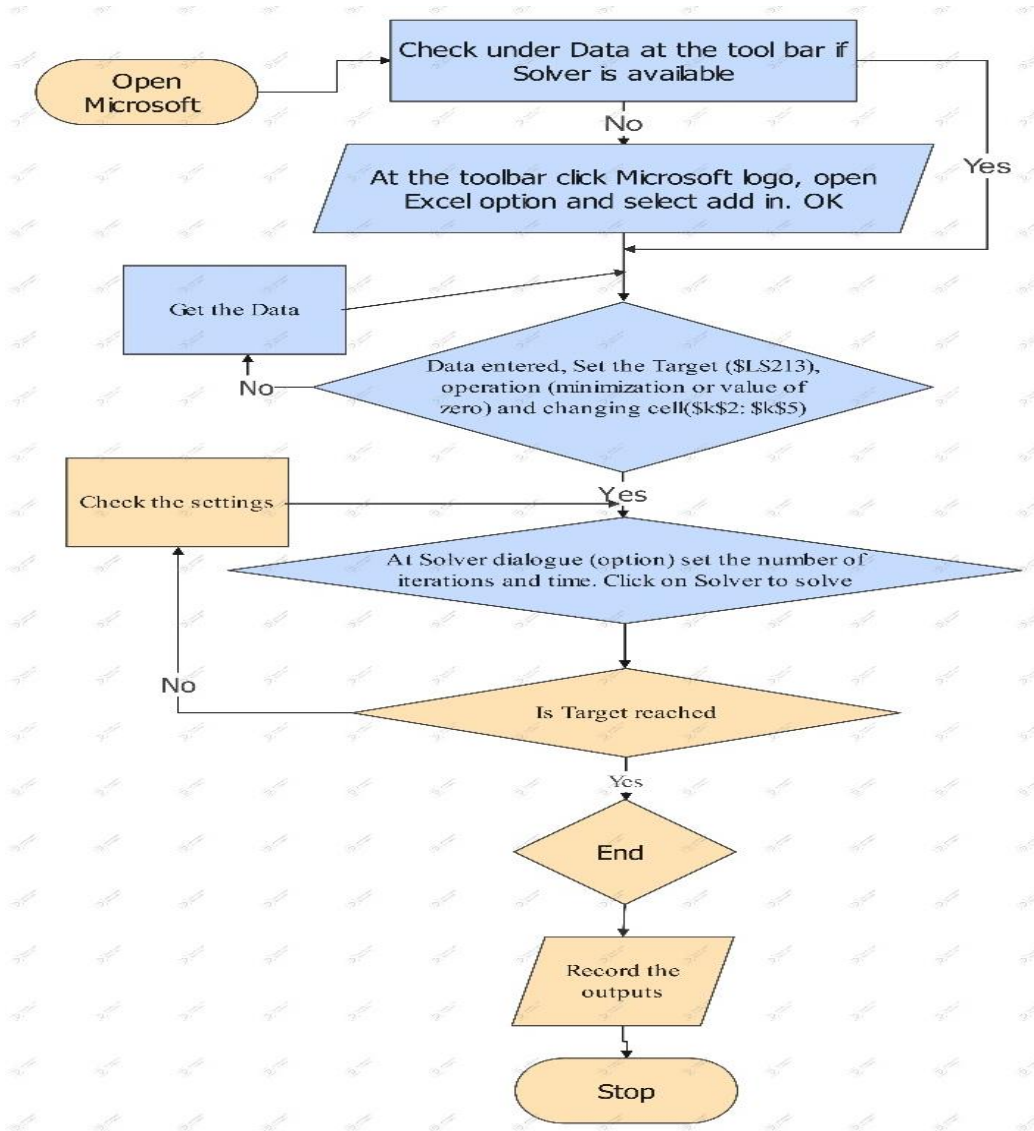 Check under Data at the tool bar if
Solver is available
Open
Microsoft
No
Yes
At the toolbar click Microsoft logo, open
Excel option and select add in. OK
Get the Data
No
Data entered, Set the Target ($LS213),
operation (minimization or value of
zero) and changing cell($k$2: $k$5)
Yes
Check the settings
At Solver dialogue (option) set the number of
iterations and time. Click on Solver to solve
No
Is Target reached
Yes
End
Record the
outputs
Stop